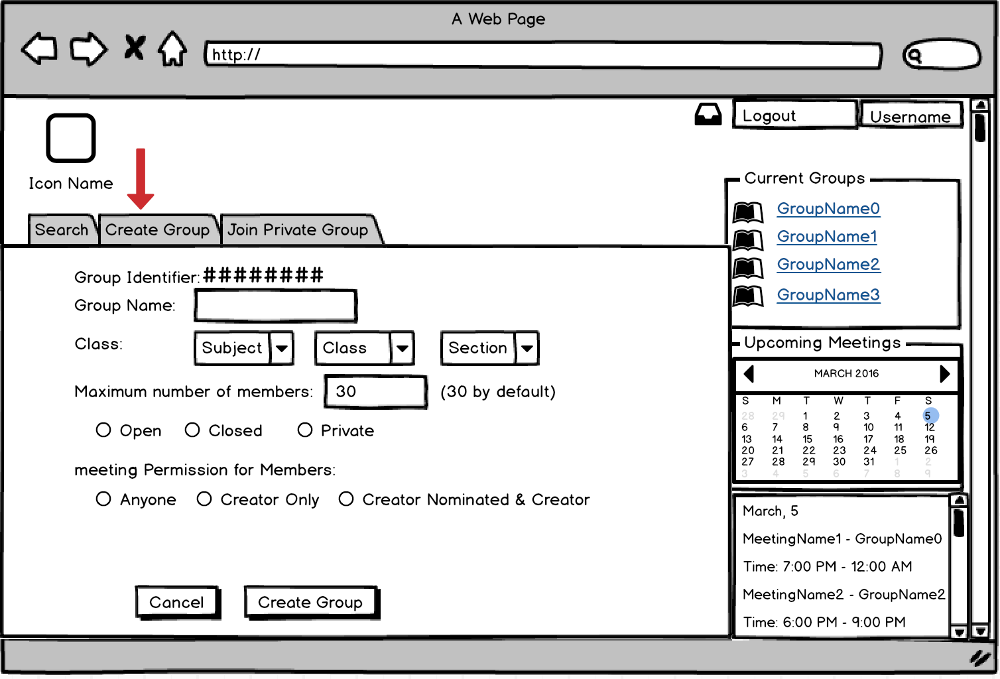 A Web Page
http://
Logout
Username
Icon Name
Search
Create Group
Join Private Group
Group Identifier: ########
Group Name:
Class:
Subject
Class
Section
Maximum number of members: 30 (30 by default)
Open
Closed
Private
meeting Permission for Members:
Anyone
Creator Only
Creator Nominated & Creator
Cancel
Create Group
Current Groups
GroupName0
GroupName1
GroupName2
GroupName3
Upcoming Meetings
MARCH 2016
S M T W T F S
28 29 1 2 3 4 5
6 7 8 9 10 11 12
13 14 15 16 17 18 19
20 21 22 23 24 25 26
27 28 29 30 31 1 2
3 4 5 6 7 8 9
March, 5
MeetingName1 - GroupName0
Time: 7:00 PM - 12:00 AM
MeetingName2 - GroupName2
Time: 6:00 PM - 9:00 PM